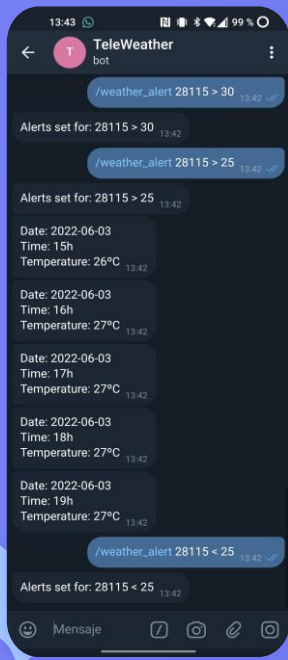 13:43 99 %
T TeleWeather
bot
/weather_alert 28115 > 30 13:42
Alerts set for: 28115 > 30 13:42
/weather_alert 28115 > 25 13:42
Alerts set for: 28115 > 25 13:42
Date: 2022-06-03
Time: 15h
Temperature: 26ºC 13:42
Date: 2022-06-03
Time: 16h
Temperature: 27ºC 13:42
Date: 2022-06-03
Time: 17h
Temperature: 27ºC 13:42
Date: 2022-06-03
Time: 18h
Temperature: 27ºC 13:42
Date: 2022-06-03
Time: 19h
Temperature: 27ºC 13:42
/weather_alert 28115 < 25 13:42
Alerts set for: 28115 < 25 13:42
Mensaje